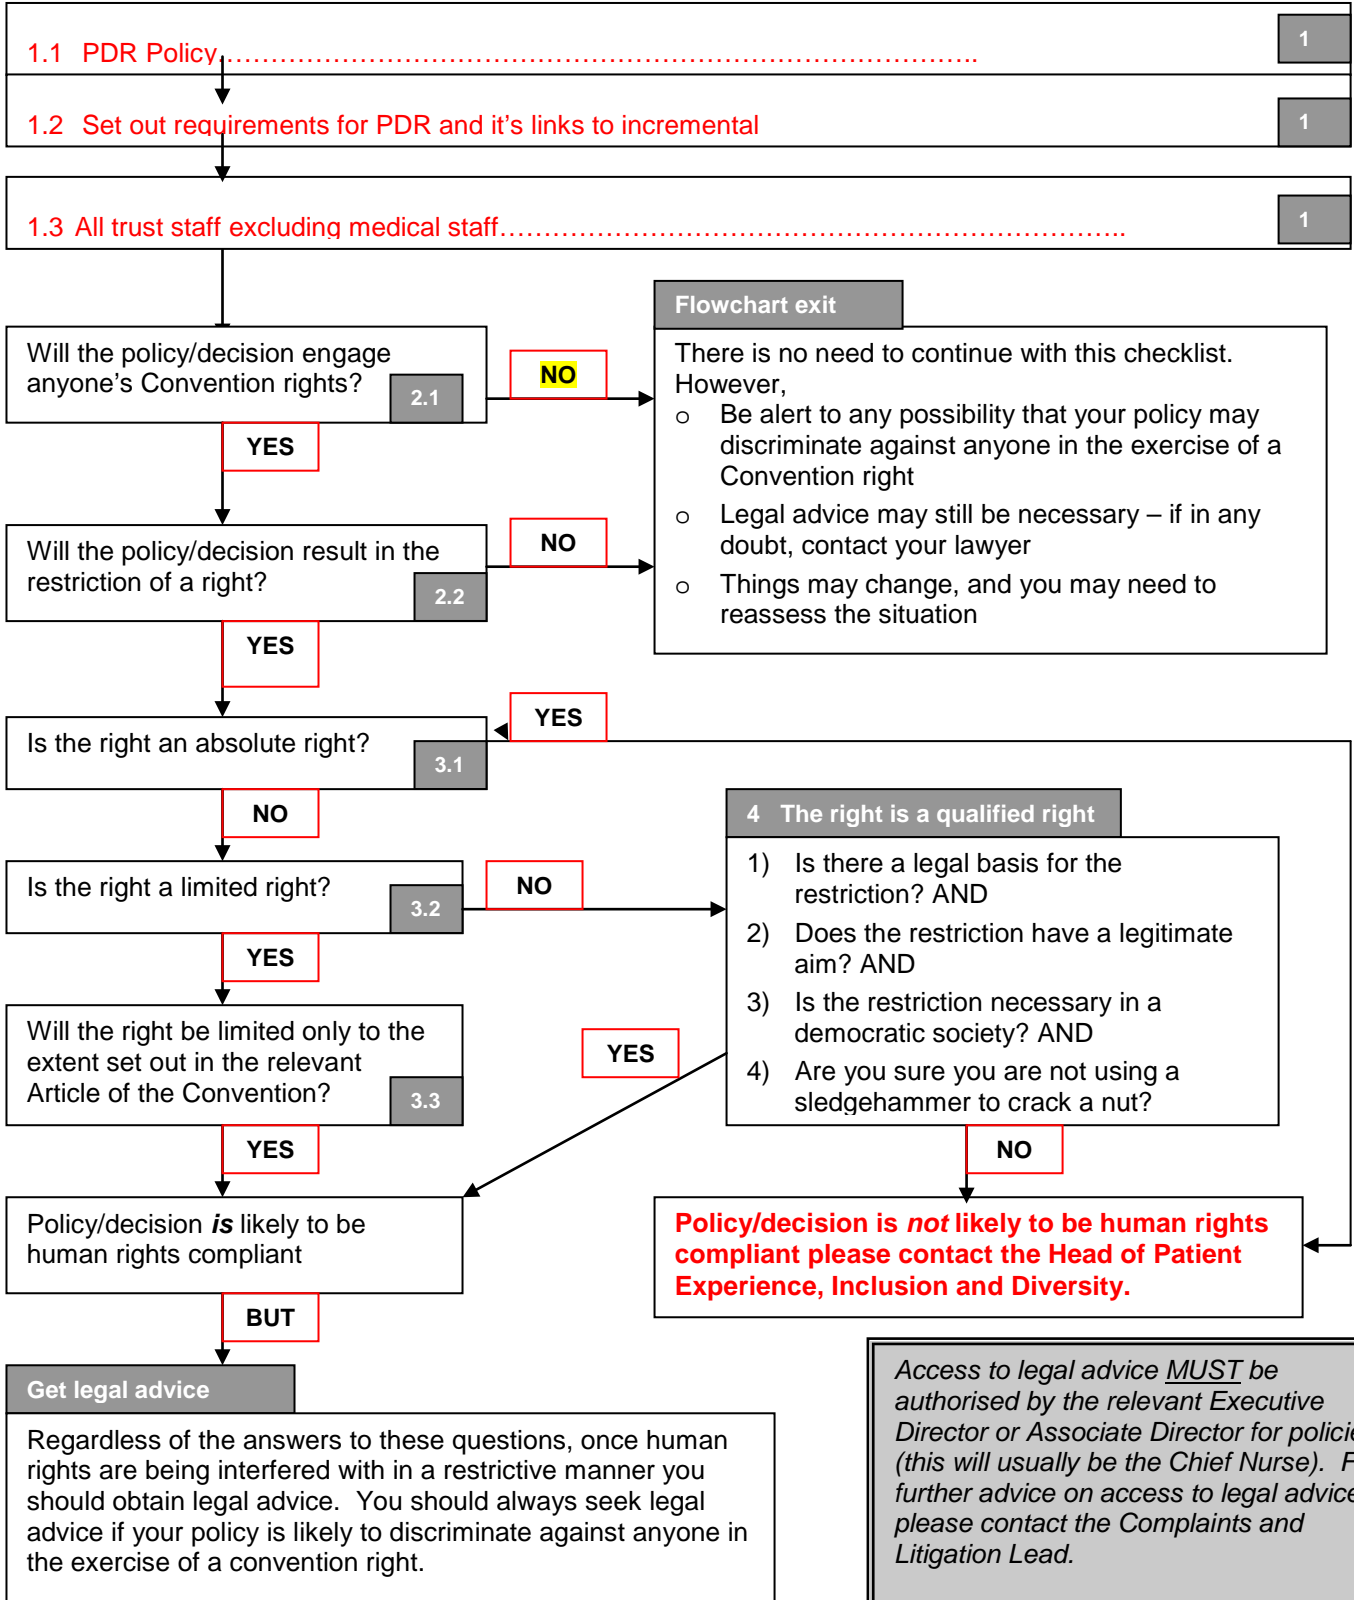 1.1 PDR Policy…………………………………………………………………..
1
1.2 Set out requirements for PDR and it's links to incremental
1
1.3 All trust staff excluding medical staff……………………………………………………..
1
Will the policy/decision engage
anyone's Convention rights?
2.1
NO
YES
Flowchart exit
There is no need to continue with this checklist.
However,
o Be alert to any possibility that your policy may
discriminate against anyone in the exercise of a
Convention right
o Legal advice may still be necessary – if in any
doubt, contact your lawyer
o Things may change, and you may need to
reassess the situation
Will the policy/decision result in the
restriction of a right?
2.2
NO
YES
Is the right an absolute right?
3.1
YES
NO
Is the right a limited right?
3.2
NO
YES
4 The right is a qualified right
1) Is there a legal basis for the
restriction? AND
2) Does the restriction have a legitimate
aim? AND
3) Is the restriction necessary in a
democratic society? AND
4) Are you sure you are not using a
sledgehammer to crack a nut?
YES
NO
Will the right be limited only to the
extent set out in the relevant
Article of the Convention?
3.3
YES
Policy/decision is likely to be
human rights compliant
BUT
Policy/decision is not likely to be human rights
compliant please contact the Head of Patient
Experience, Inclusion and Diversity.
Get legal advice
Regardless of the answers to these questions, once human
rights are being interfered with in a restrictive manner you
should obtain legal advice. You should always seek legal
advice if your policy is likely to discriminate against anyone in
the exercise of a convention right.
Access to legal advice MUST be
authorised by the relevant Executive
Director or Associate Director for policie
(this will usually be the Chief Nurse). F
further advice on access to legal advice
please contact the Complaints and
Litigation Lead.